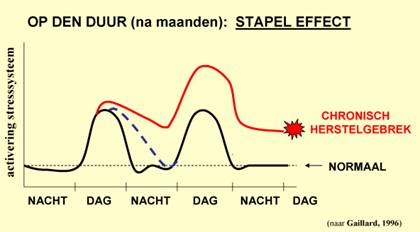 OP DEN DUUR (na maanden): STAPEL EFFECT
activering stresssysteem
CHRONISCH
HERSTELGEBREK
NORMAAL
NACHT DAG NACHT DAG NACHT DAG
(naar Gaillard, 1996)